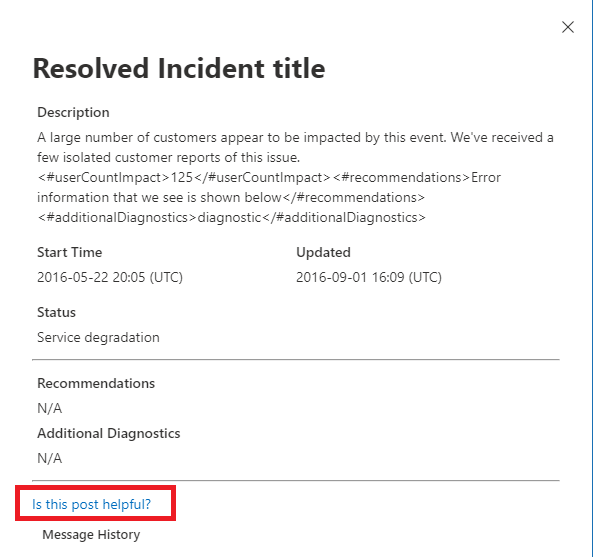 Resolved Incident title
Description
A large number of customers appear to be impacted by this event. We've received a
few isolated customer reports of this issue.
<#userCountImpact>125</#userCountImpact><#recommendations>Error
information that we see is shown below</#recommendations>
<#additionalDiagnostics>diagnostic</#additionalDiagnostics>
Start Time
Updated
2016-05-22 20:05 (UTC)
2016-09-01 16:09 (UTC)
Status
Service degradation
Recommendations
N/A
Additional Diagnostics
N/A
Is this post helpful?
Message History